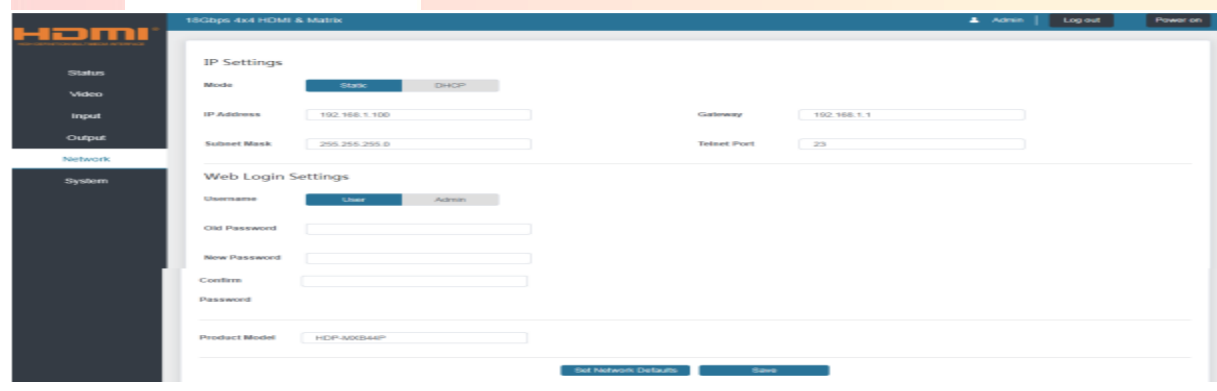 18Gbps 4x4 HDMI & Matrix
Admin
Log out
Power on
HDMI
Status
Video
Input
Output
Network
System
IP Settings
Mode Static DHCP
IP Address 192.168.1.100 Gateway 192.168.1.1
Subnet Mask 255.255.255.0 Telnet Port 23
Web Login Settings
Username User Admin
Old Password
New Password
Confirm
Password
Product Model HDP-MXB44P
Set Network Defaults Save